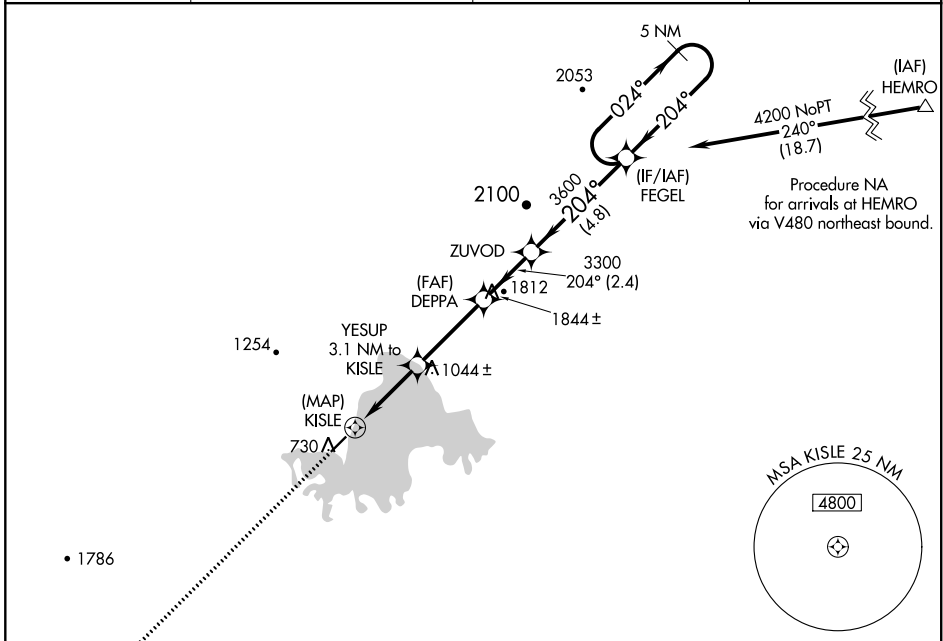 5 NM
2053
(IAF)
HEMRO
024°
204°
4200 NoPT
240°
(18.7)
(IF/IAF)
FEGEL
3600
204°
(4.8)
Procedure NA
for arrivals at HEMRO
via V480 northeast bound.
2100
ZUVOD
3300
204° (2.4)
(FAF)
DEPPA
1812
1844±
YESUP
3.1 NM to
KISLE
1254
1044±
(MAP)
KISLE
730
MSA KISLE 25 NM
4800
1786